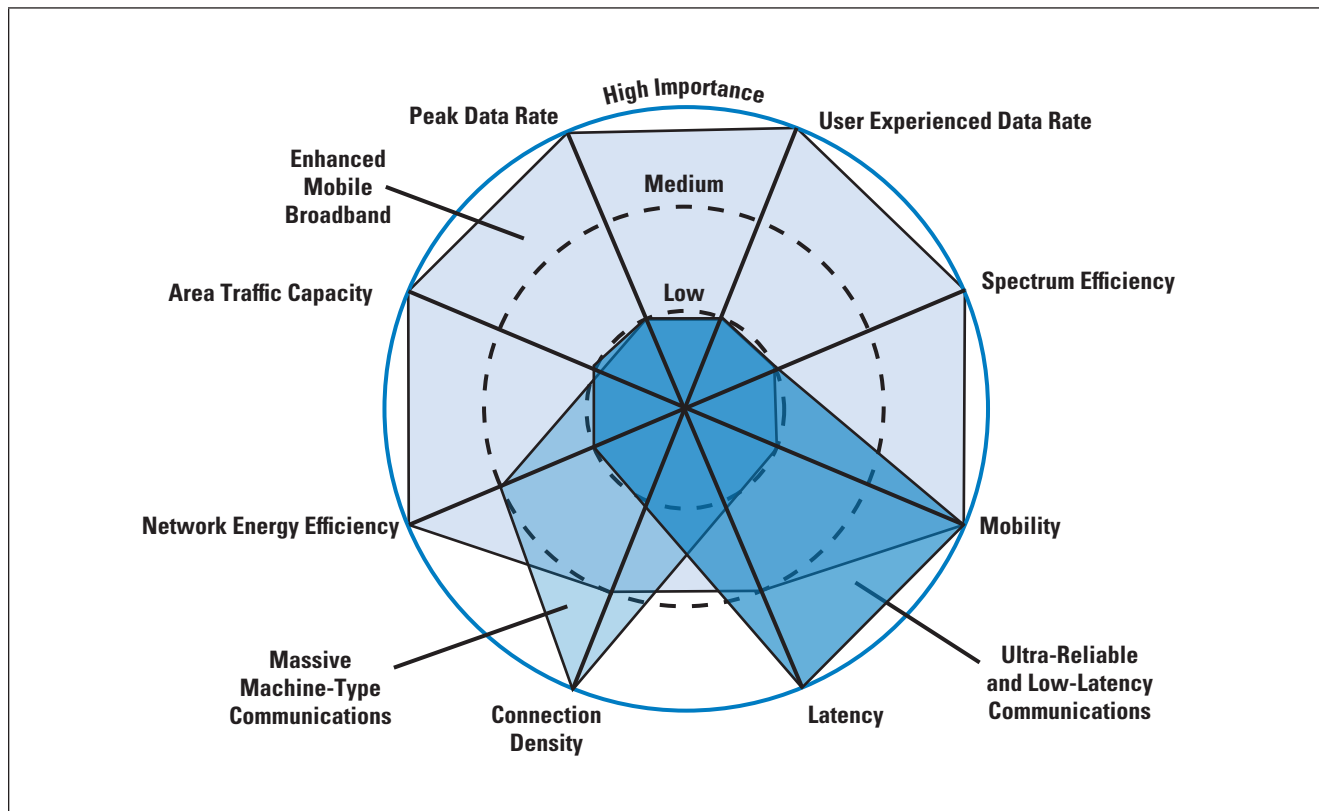 High Importance
Peak Data Rate
User Experienced Data Rate
Enhanced
Mobile
Broadband
Medium
Area Traffic Capacity
Low
Spectrum Efficiency
Network Energy Efficiency
Mobility
Massive
Machine-Type
Communications
Connection
Density
Latency
Ultra-Reliable
and Low-Latency
Communications